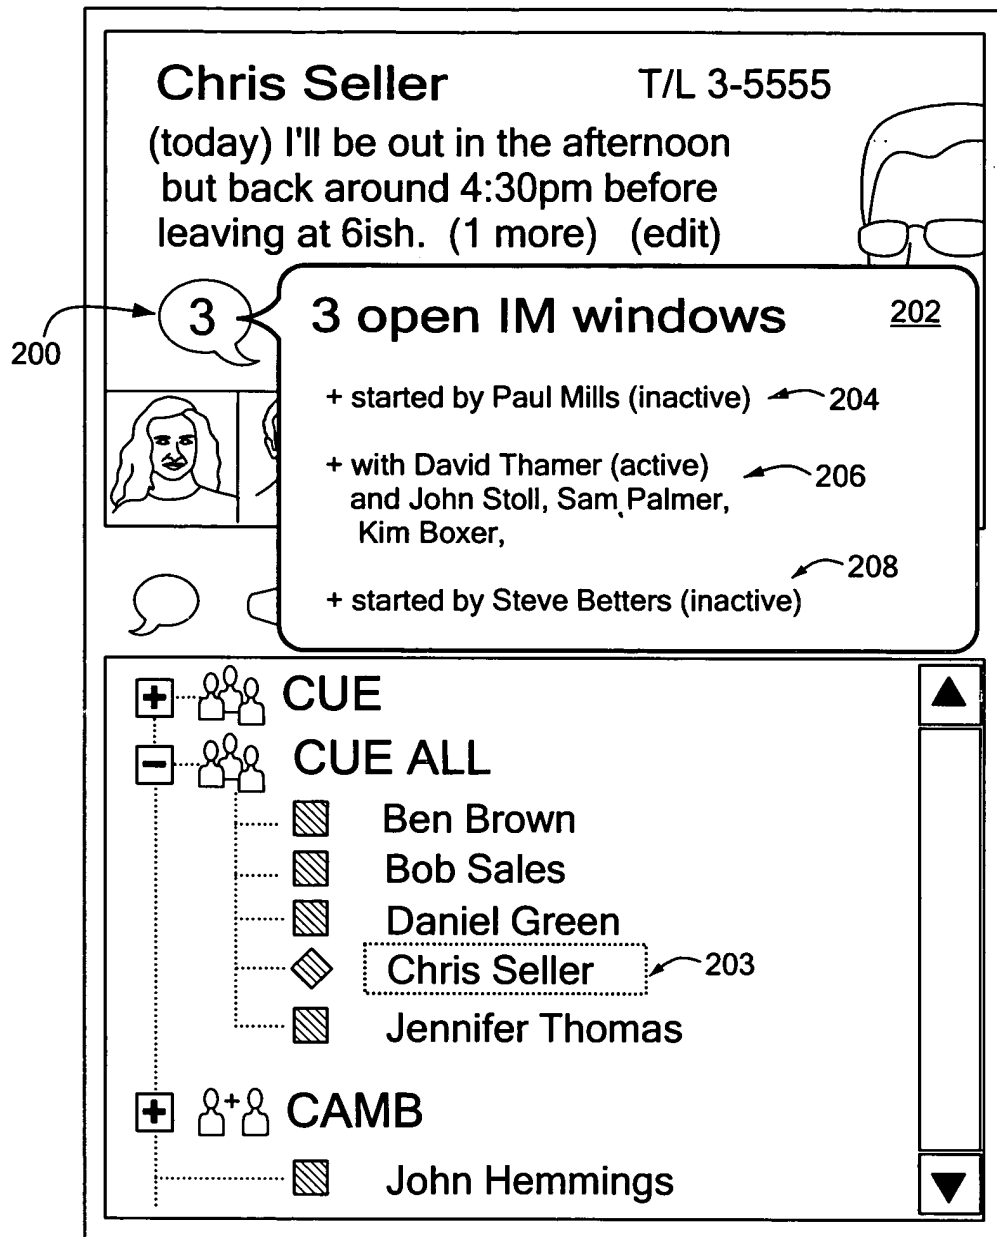 Chris Seller T/L 3-5555
(today) I'll be out in the afternoon
but back around 4:30pm before
leaving at 6ish. (1 more) (edit)
200
3
3 open IM windows 202
+ started by Paul Mills (inactive) 204
+ with David Thamer (active) 206
and John Stoll, Sam Palmer,
Kim Boxer,
208
+ started by Steve Betters (inactive)
+ CUE
- CUE ALL
Ben Brown
Bob Sales
Daniel Green
Chris Seller 203
Jennifer Thomas
+ + CAMB
John Hemmings